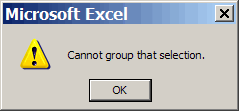 Microsoft Excel
Cannot group that selection.
OK